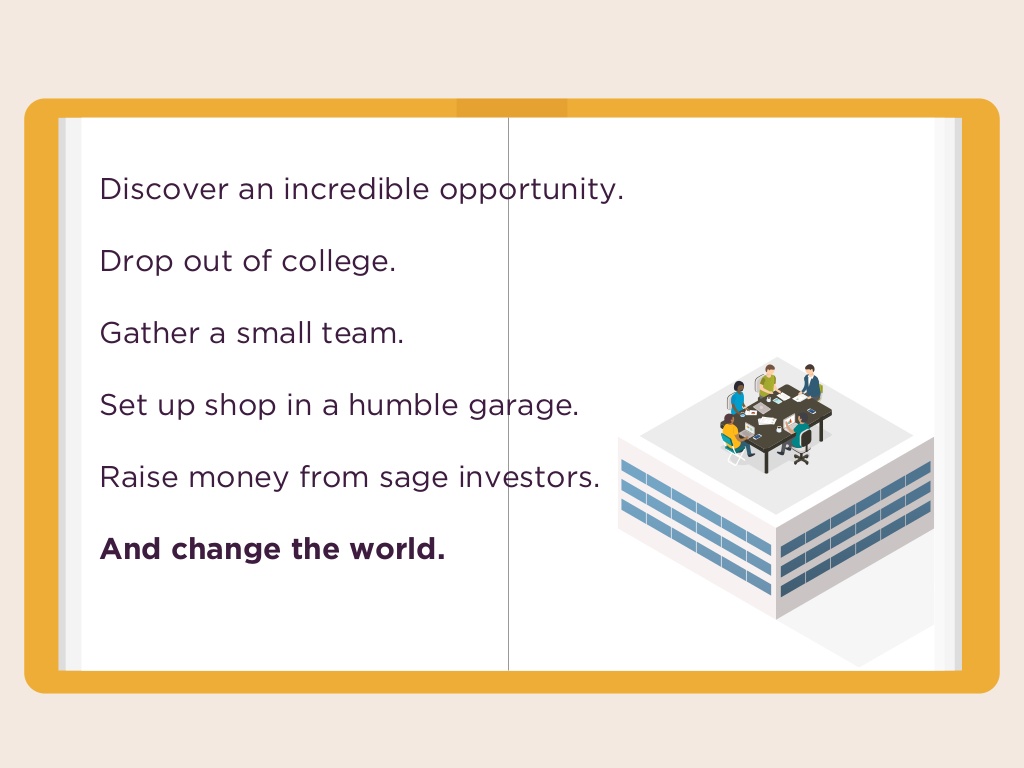 Discover an incredible opportunity.
Drop out of college.
Gather a small team.
Set up shop in a humble garage.
Raise money from sage investors.
And change the world.